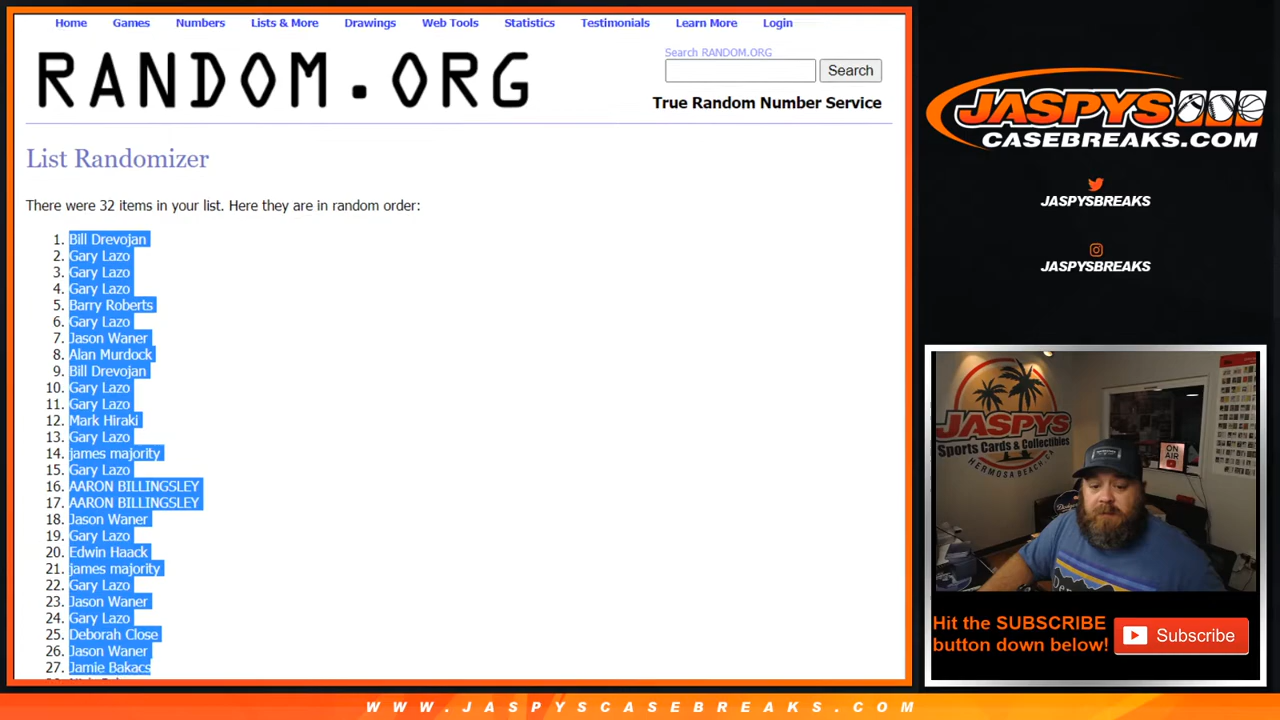 Home Games Numbers Lists & More Drawings Web Tools Statistics Testimonials Learn More Login
RANDOM.ORG
Search RANDOM.ORG
Search
True Random Number Service
List Randomizer
There were 32 items in your list. Here they are in random order:
1. Bill Drevojan
2. Gary Lazo
3. Gary Lazo
4. Gary Lazo
5. Barry Roberts
6. Gary Lazo
7. Jason Waner
8. Alan Murdock
9. Bill Drevojan
10. Gary Lazo
11. Gary Lazo
12. Mark Hiraki
13. Gary Lazo
14. james majority
15. Gary Lazo
16. AARON BILLINGSLEY
17. AARON BILLINGSLEY
18. Jason Waner
19. Gary Lazo
20. Edwin Haack
21. james majority
22. Gary Lazo
23. Jason Waner
24. Gary Lazo
25. Deborah Close
26. Jason Waner
27. Jamie Bakacs
JASPYS
CASEBREAKS.COM
JASPYSBREAKS
JASPYSBREAKS
JASPYS
Sports Cards & Collectibles
HERMOSA BEACH, CA
ON
AIR
Hit the SUBSCRIBE
button down below!
Subscribe
WWW.JASPYSCASEBREAKS.COM